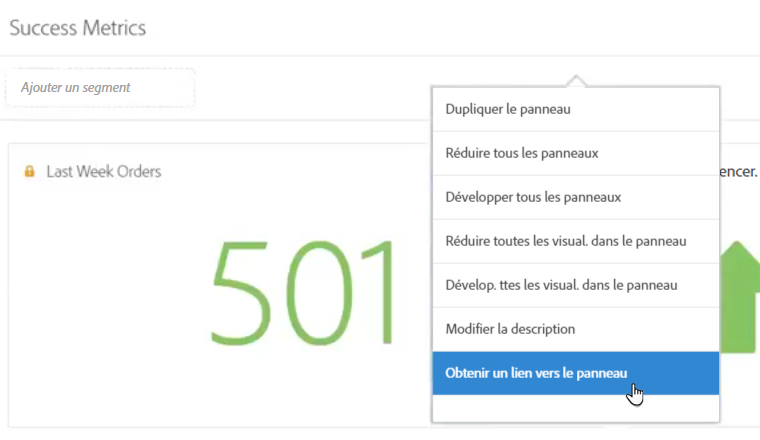 Success Metrics
Ajouter un segment
Dupliquer le panneau
Réduire tous les panneaux
Last Week Orders
encer.
Développer tous les panneaux
501
Réduire toutes les visual. dans le panneau
Dévelop. ttes les visual. dans le panneau
Modifier la description
Obtenir un lien vers le panneau